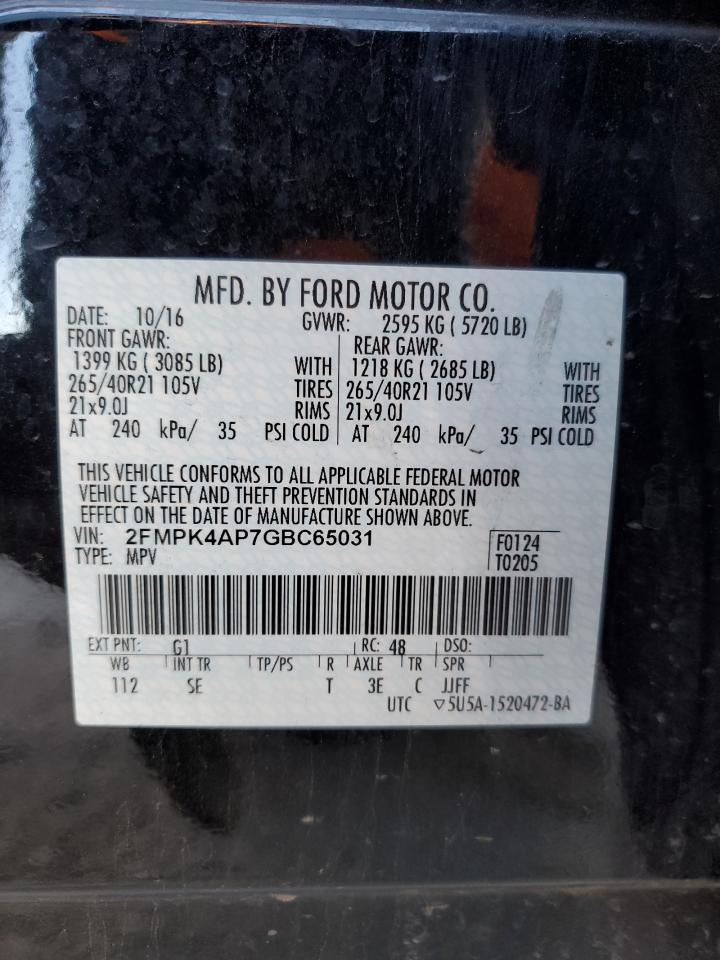 MFD. BY FORD MOTOR CO.
DATE: 10/16 GVWR: 2595 KG ( 5720 LB)
FRONT GAWR: REAR GAWR:
1399 KG ( 3085 LB) WITH 1218 KG ( 2685 LB) WITH
265/40R21 105V TIRES 265/40R21 105V TIRES
21x9.0J RIMS 21x9.0J RIMS
AT 240 kPa/ 35 PSI COLD AT 240 kPa/ 35 PSI COLD
THIS VEHICLE CONFORMS TO ALL APPLICABLE FEDERAL MOTOR
VEHICLE SAFETY AND THEFT PREVENTION STANDARDS IN
EFFECT ON THE DATE OF MANUFACTURE SHOWN ABOVE.
VIN: 2FMPK4AP7GBC65031 F0124
TYPE: MPV T0205
EXT PNT: G1 RC: 48 DSO:
WB INT TR TP/PS R AXLE TR SPR
112 SE T 3E C JJFF
UTC ▽5U5A-1520472-BA